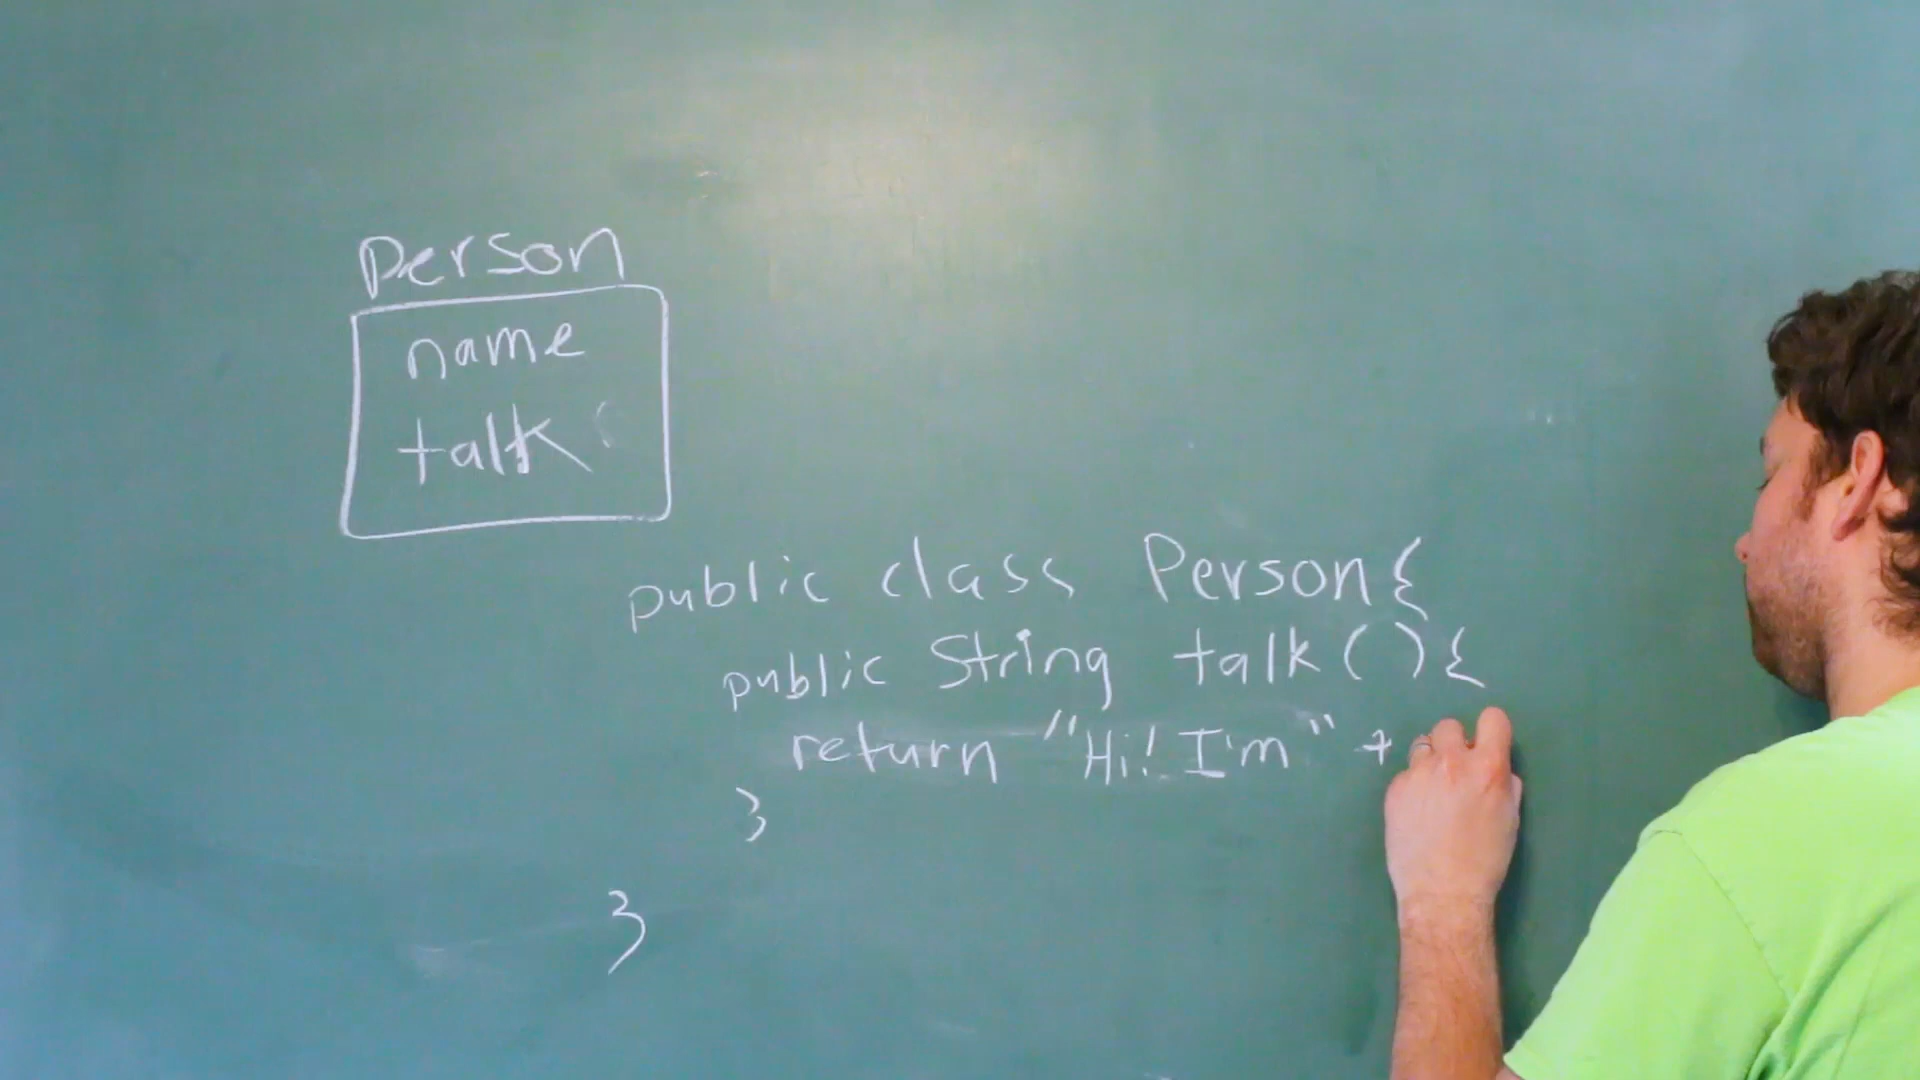 Person
name
talk
public class Person{
public String talk(){
return "Hi! I'm" +
}
}